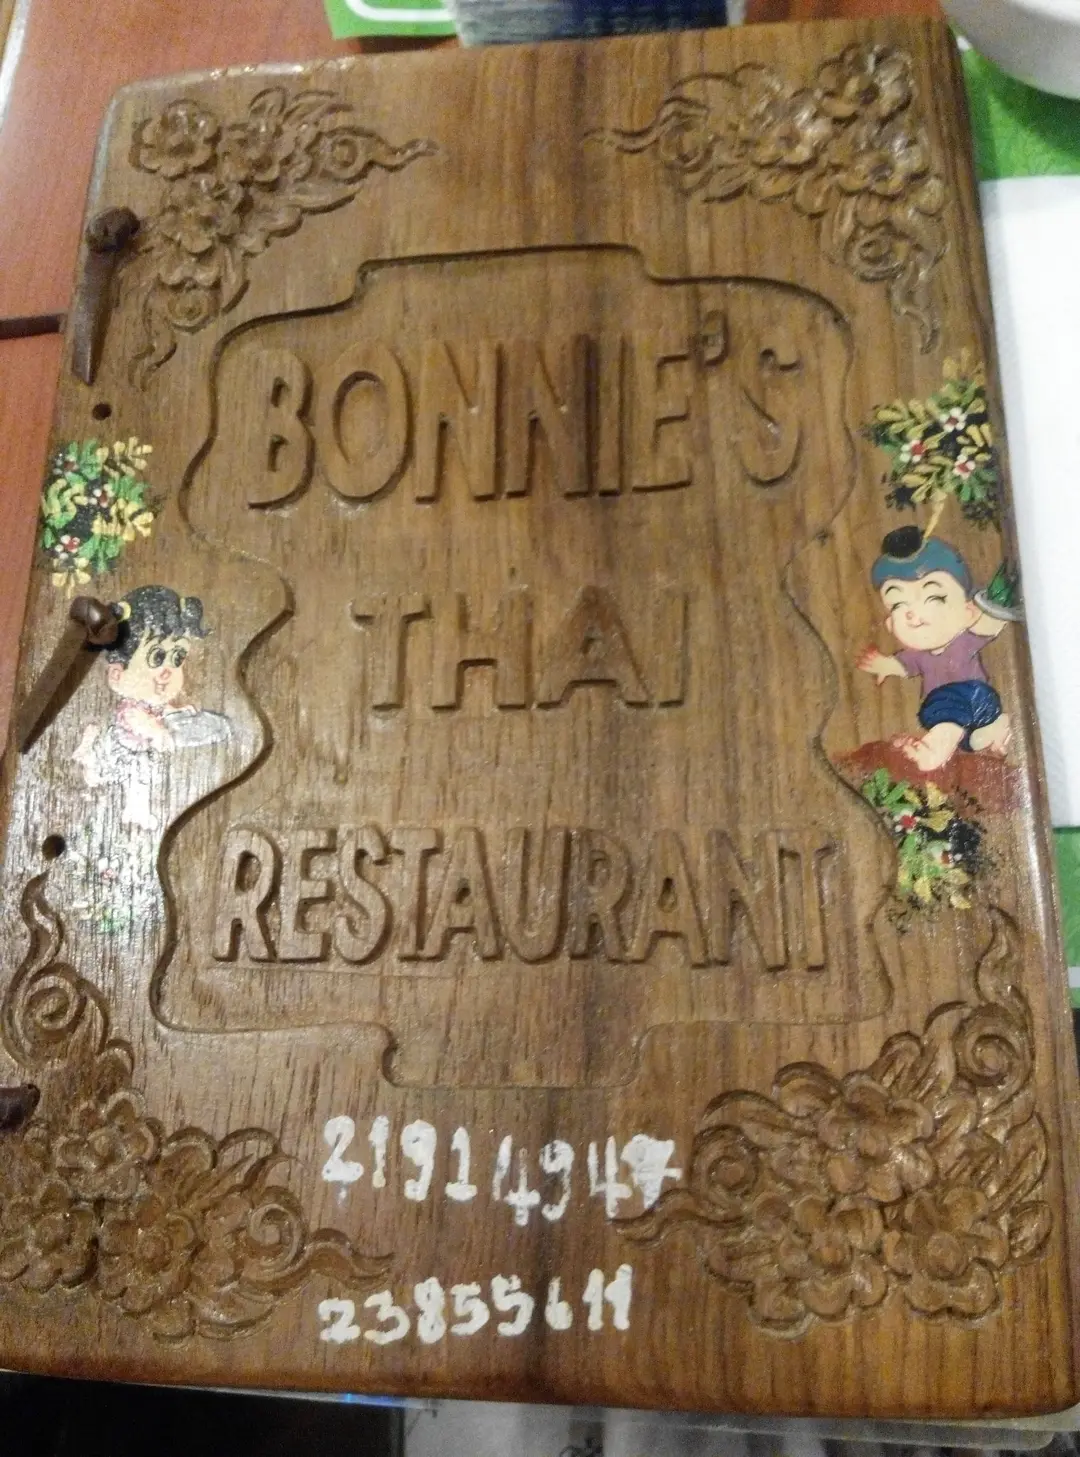 BONNIE'S
THAI
RESTAURANT
21914947
23855611